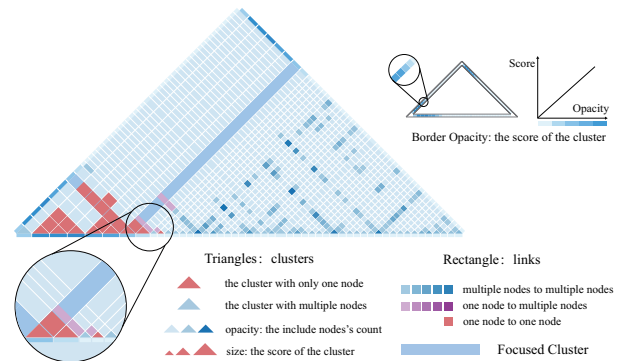 Score
Opacity
Border Opacity: the score of the cluster
Triangles: clusters
the cluster with only one node
the cluster with multiple nodes
opacity: the include nodes's count
size: the score of the cluster
Rectangle: links
multiple nodes to multiple nodes
one node to multiple nodes
one node to one node
Focused Cluster